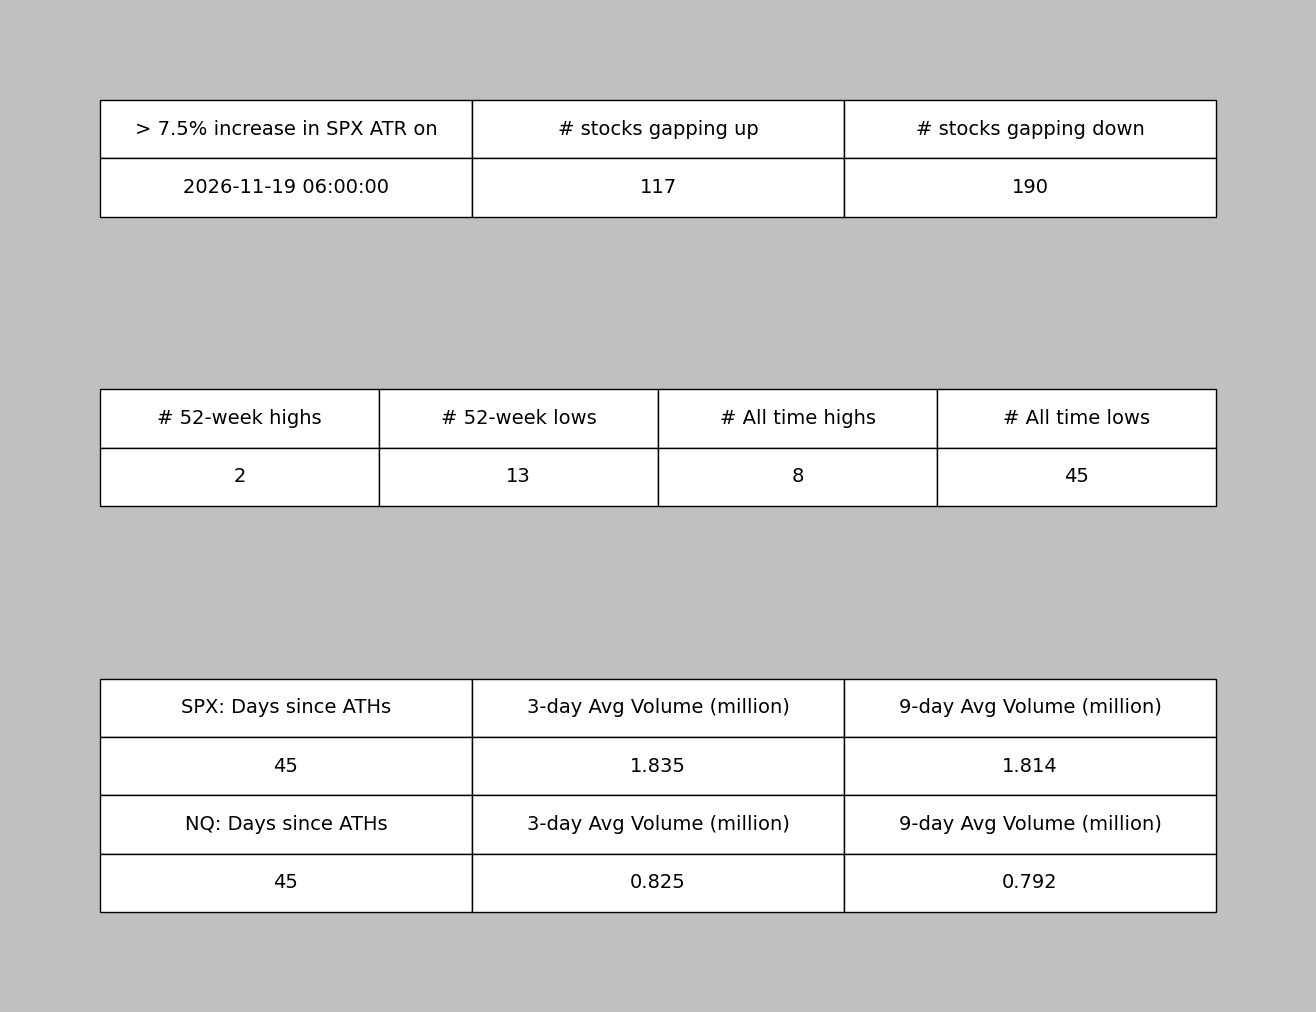 > 7.5% increase in SPX ATR on # stocks gapping up # stocks gapping down
2026-11-19 06:00:00 117 190
# 52-week highs # 52-week lows # All time highs # All time lows
2 13 8 45
SPX: Days since ATHs 3-day Avg Volume (million) 9-day Avg Volume (million)
45 1.835 1.814
NQ: Days since ATHs 3-day Avg Volume (million) 9-day Avg Volume (million)
45 0.825 0.792